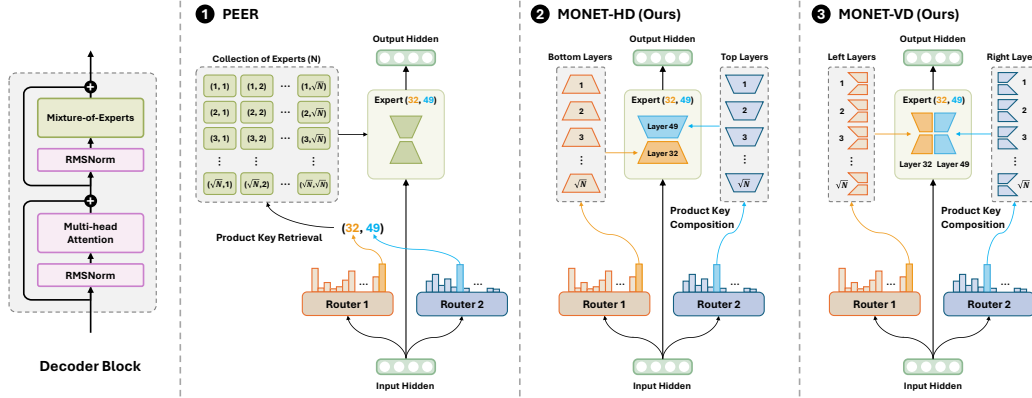 Mixture-of-Experts
RMSNorm
Multi-head
Attention
RMSNorm
Decoder Block
1 PEER
Output Hidden
Collection of Experts (N)
(1, 1) (1, 2) ... (1,√N)
(2,1) (2, 2) ... (2,√N)
(3,1) (3, 2) ... (3,√N)
(√N,1) (√N,2) ... (√N,√N)
Expert (32, 49)
Product Key Retrieval
(32, 49)
...
...
Router 1
Router 2
Input Hidden
2 MONET-HD (Ours)
Output Hidden
Bottom Layers
1
2
3
√N
Expert (32, 49)
Layer 49
Layer 32
Top Layers
1
2
3
√N
Product Key
Composition
...
...
Router 1
Router 2
Input Hidden
3 MONET-VD (Ours)
Output Hidden
Left Layers
1
2
3
√N
Expert (32, 49)
Layer 32 Layer 49
Right Laye
1
2
3
√N
Product Key
Composition
...
...
Router 1
Router 2
Input Hidden